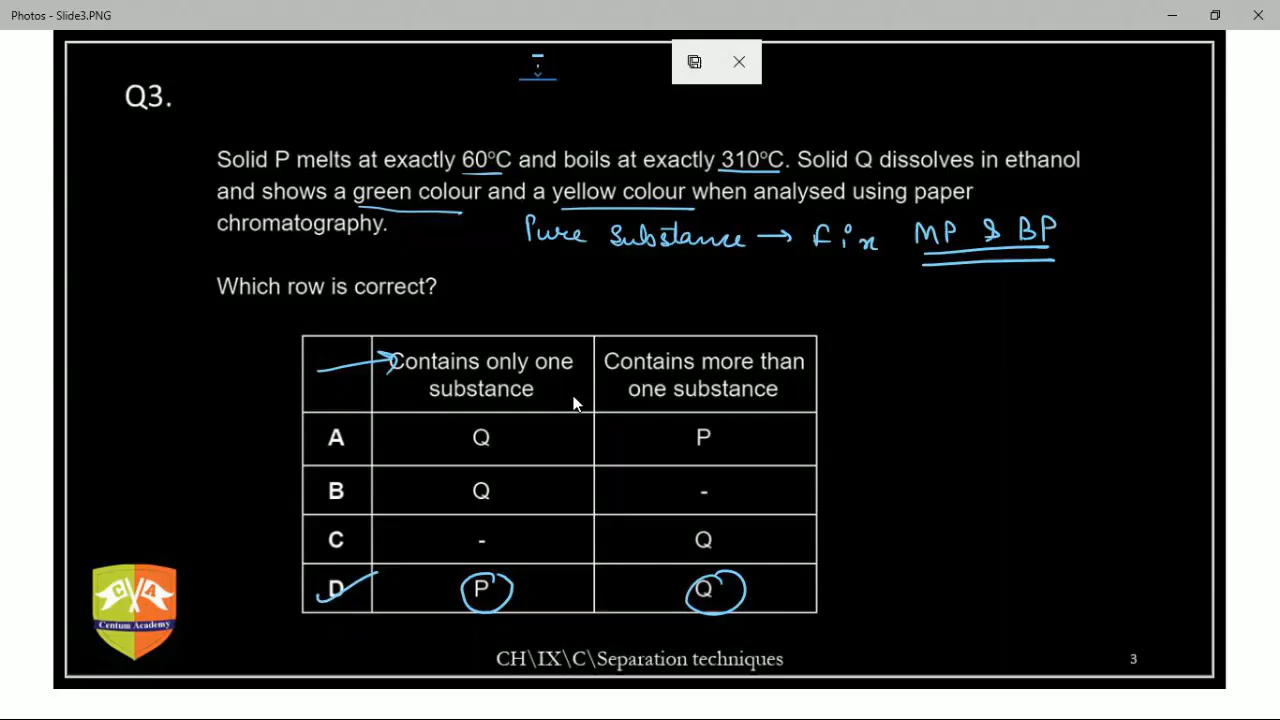 Photos - Slide3.PNG
Q3.
Solid P melts at exactly 60°C and boils at exactly 310°C. Solid Q dissolves in ethanol
and shows a green colour and a yellow colour when analysed using paper
chromatography.
Pure Substance → Fix MP & BP
Which row is correct?
Contains only one substance
Contains more than one substance
A Q P
B Q -
C - Q
D P Q
C A
Centum Academy
CH\IX\C\Separation techniques
3